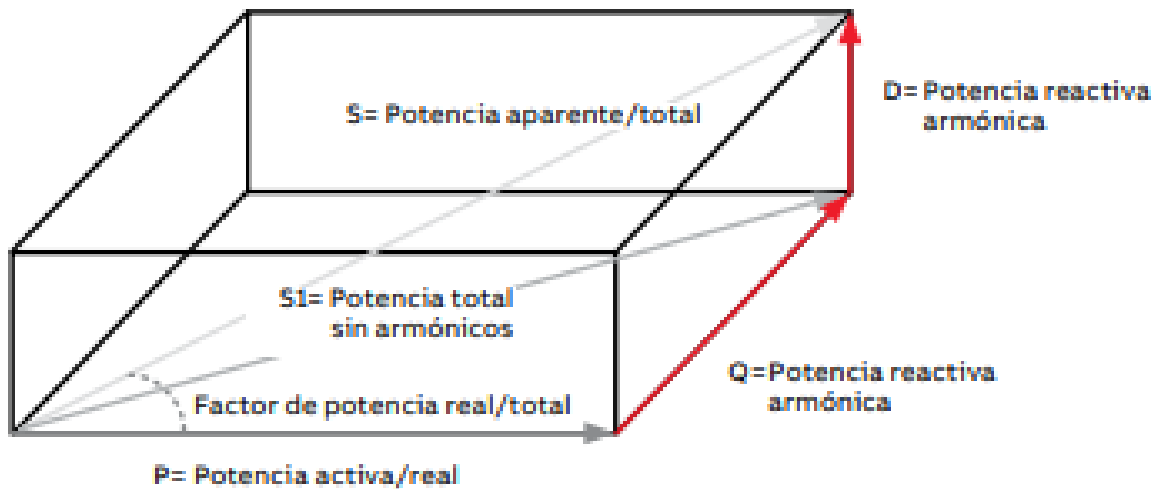 S= Potencia aparente/total
D= Potencia reactiva
armónica
S1= Potencia total
sin armónicos
Q=Potencia reactiva
armónica
Factor de potencia real/total
P= Potencia activa/real